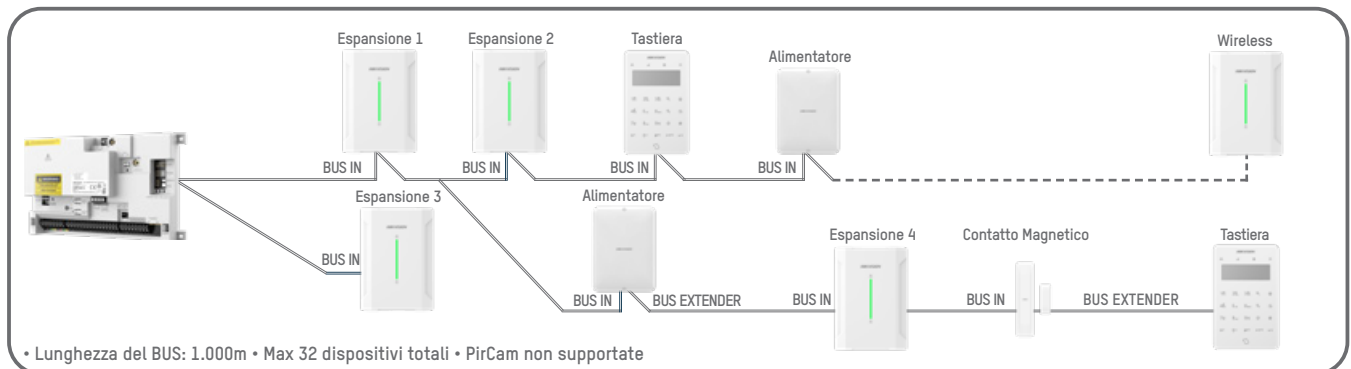 Espansione 1
Espansione 2
Tastiera
Alimentatore
Wireless
BUS IN
BUS IN
BUS IN
BUS IN
Espansione 3
BUS IN
Alimentatore
Espansione 4
Contatto Magnetico
Tastiera
BUS IN
BUS EXTENDER
BUS IN
BUS IN
BUS EXTENDER
• Lunghezza del BUS: 1.000m • Max 32 dispositivi totali • PirCam non supportate